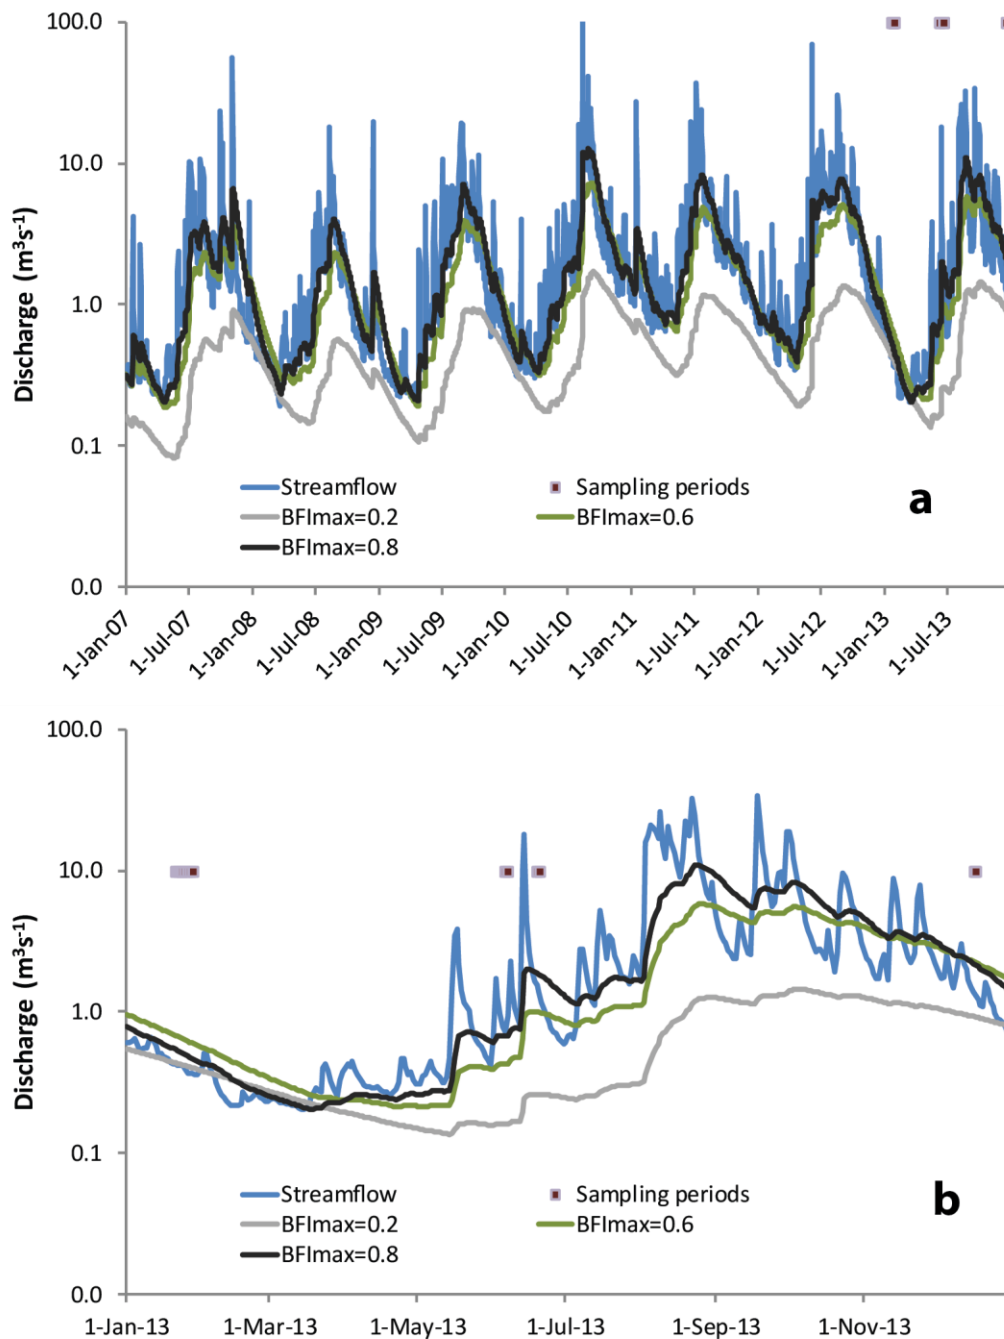 a
100.0
10.0
1.0
0.1
0.0
Discharge (m³s⁻¹)
Streamflow
Sampling periods
BFImax=0.2
BFImax=0.6
BFImax=0.8
1-Jan-07
1-Jul-07
1-Jan-08
1-Jul-08
1-Jan-09
1-Jul-09
1-Jan-10
1-Jul-10
1-Jan-11
1-Jul-11
1-Jan-12
1-Jul-12
1-Jan-13
1-Jul-13
100.0
10.0
1.0
0.1
0.0
Discharge (m³s⁻¹)
Streamflow
Sampling periods
b
BFImax=0.2
BFImax=0.6
BFImax=0.8
1-Jan-13
1-Mar-13
1-May-13
1-Jul-13
1-Sep-13
1-Nov-13